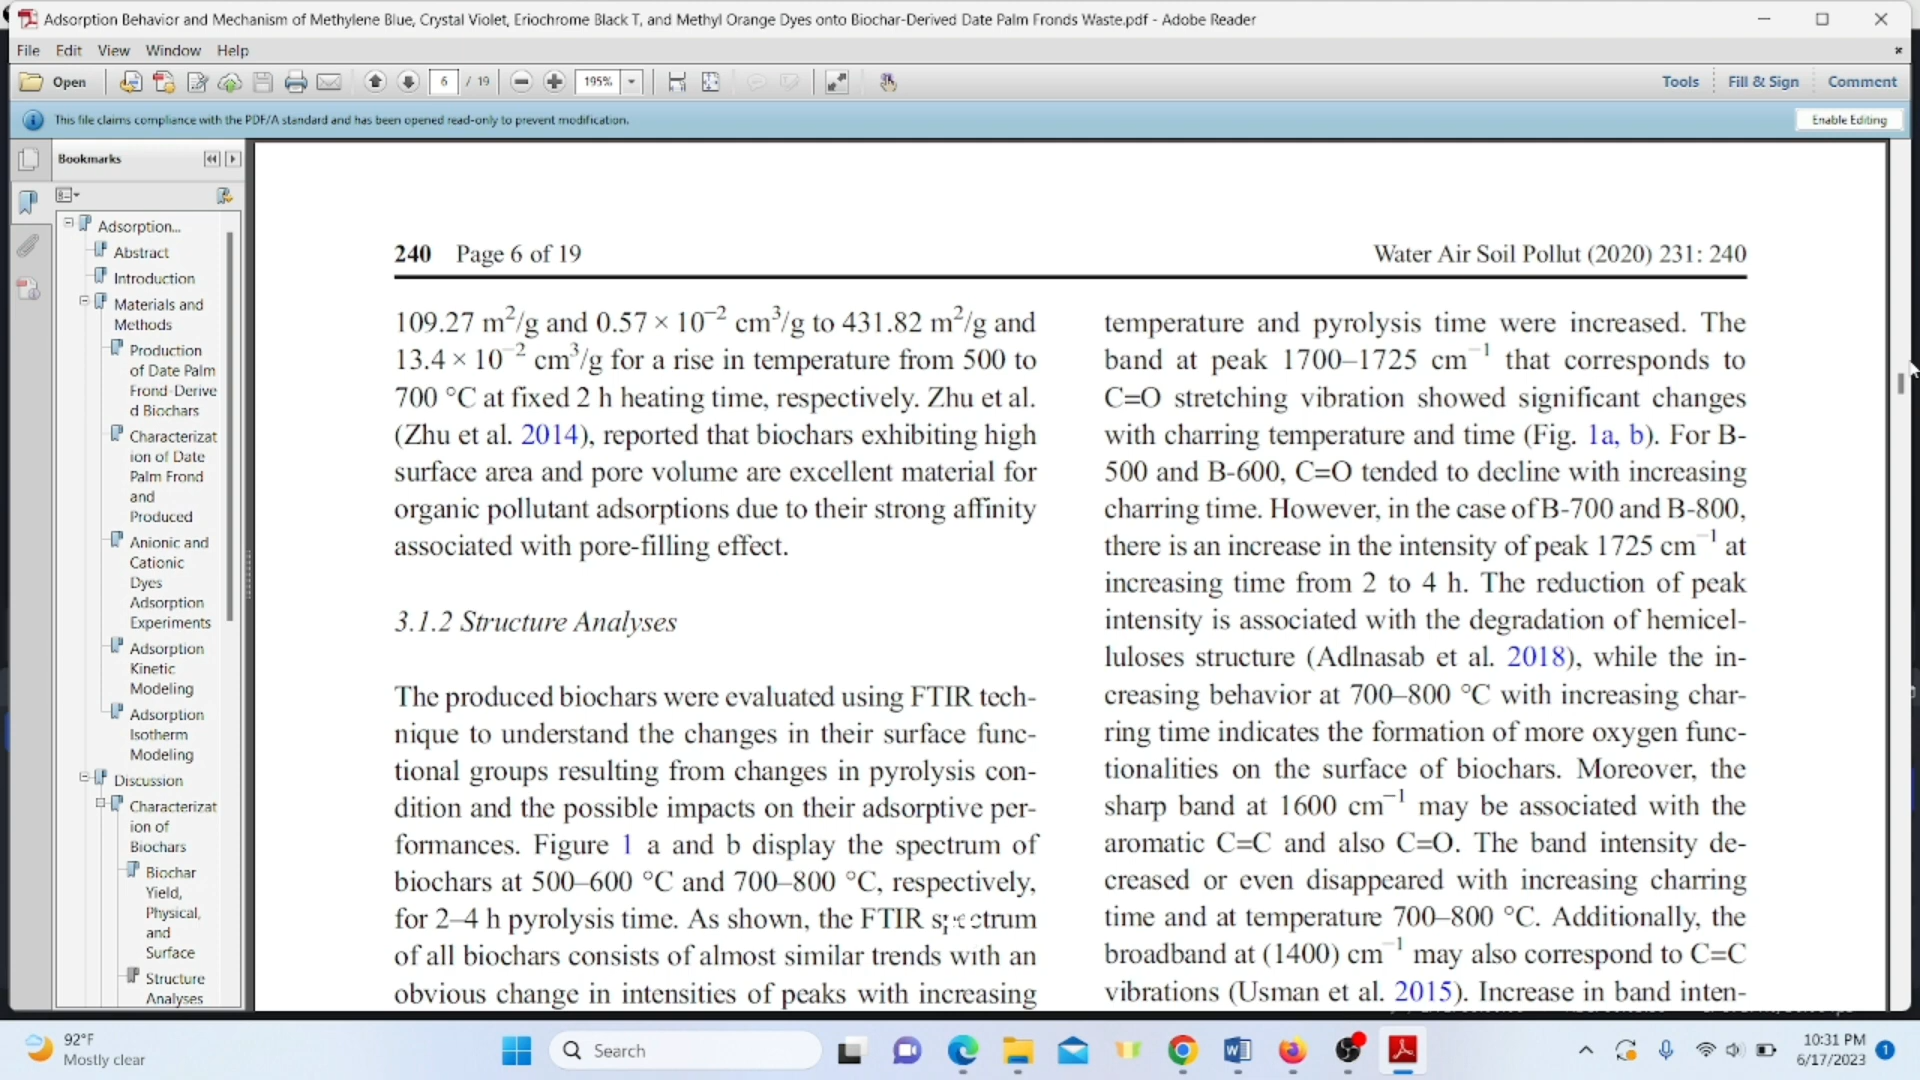 Adsorption Behavior and Mechanism of Methylene Blue, Crystal Violet, Eriochrome Black T, and Methyl Orange Dyes onto Biochar-Derived Date Palm Fronds Waste.pdf - Adobe Reader
File Edit View Window Help
Open 6 / 19 195% Tools Fill & Sign Comment
This file claims compliance with the PDF/A standard and has been opened read-only to prevent modification. Enable Editing
Bookmarks
Adsorption...
Abstract
Introduction
Materials and
Methods
Production
of Date Palm
Frond-Derive
d Biochars
Characterizat
ion of Date
Palm Frond
and
Produced
Anionic and
Cationic
Dyes
Adsorption
Experiments
Adsorption
Kinetic
Modeling
Adsorption
Isotherm
Modeling
Discussion
Characterizat
ion of
Biochars
Biochar
Yield,
Physical,
and
Surface
Structure
Analyses
240 Page 6 of 19
Water Air Soil Pollut (2020) 231: 240
109.27 m²/g and 0.57 × 10⁻² cm³/g to 431.82 m²/g and
13.4 × 10⁻² cm³/g for a rise in temperature from 500 to
700 °C at fixed 2 h heating time, respectively. Zhu et al.
(Zhu et al. 2014), reported that biochars exhibiting high
surface area and pore volume are excellent material for
organic pollutant adsorptions due to their strong affinity
associated with pore-filling effect.
3.1.2 Structure Analyses
The produced biochars were evaluated using FTIR tech-
nique to understand the changes in their surface func-
tional groups resulting from changes in pyrolysis con-
dition and the possible impacts on their adsorptive per-
formances. Figure 1 a and b display the spectrum of
biochars at 500–600 °C and 700–800 °C, respectively,
for 2–4 h pyrolysis time. As shown, the FTIR spectrum
of all biochars consists of almost similar trends with an
obvious change in intensities of peaks with increasing
temperature and pyrolysis time were increased. The
band at peak 1700–1725 cm⁻¹ that corresponds to
C=O stretching vibration showed significant changes
with charring temperature and time (Fig. 1a, b). For B-
500 and B-600, C=O tended to decline with increasing
charring time. However, in the case of B-700 and B-800,
there is an increase in the intensity of peak 1725 cm⁻¹ at
increasing time from 2 to 4 h. The reduction of peak
intensity is associated with the degradation of hemicel-
luloses structure (Adlnasab et al. 2018), while the in-
creasing behavior at 700–800 °C with increasing char-
ring time indicates the formation of more oxygen func-
tionalities on the surface of biochars. Moreover, the
sharp band at 1600 cm⁻¹ may be associated with the
aromatic C=C and also C=O. The band intensity de-
creased or even disappeared with increasing charring
time and at temperature 700–800 °C. Additionally, the
broadband at (1400) cm⁻¹ may also correspond to C=C
vibrations (Usman et al. 2015). Increase in band inten-
92°F
Mostly clear
Search
10:31 PM
6/17/2023
1